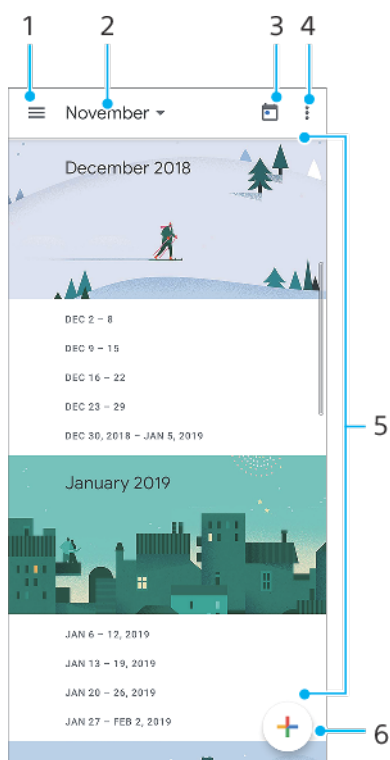 1 2 3 4
November
December 2018
DEC 2 – 8
DEC 9 – 15
DEC 16 – 22
DEC 23 – 29
DEC 30, 2018 – JAN 5, 2019
5
January 2019
JAN 6 – 12, 2019
JAN 13 – 19, 2019
JAN 20 – 26, 2019
JAN 27 – FEB 2, 2019
6